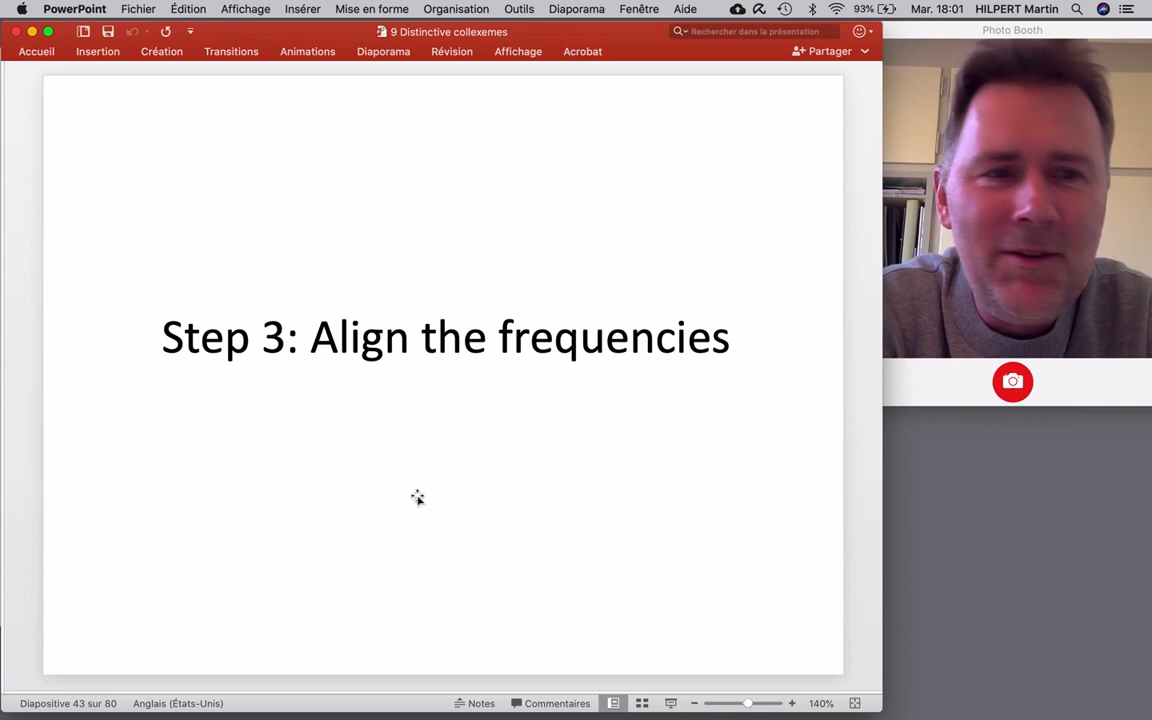 PowerPoint Fichier Édition Affichage Insérer Mise en forme Organisation Outils Diaporama Fenêtre Aide 93% Mar. 18:01 HILPERT Martin
9 Distinctive collexemes
Rechercher dans la présentation
Photo Booth
Accueil Insertion Création Transitions Animations Diaporama Révision Affichage Acrobat Partager
Step 3: Align the frequencies
Diapositive 43 sur 80 Anglais (États-Unis) Notes Commentaires 140%